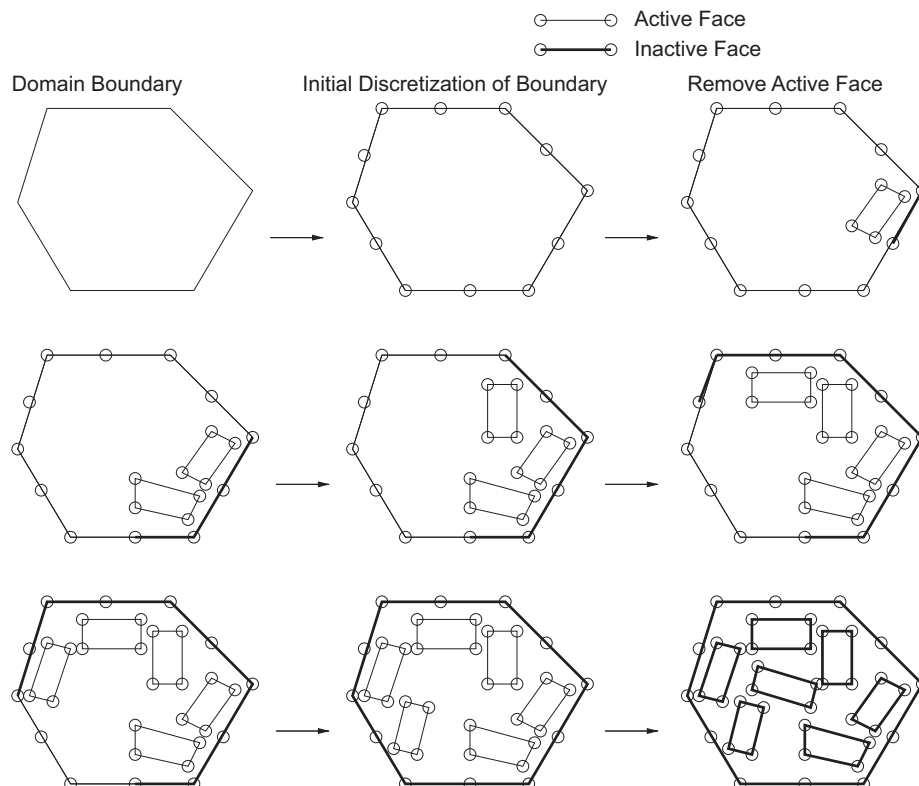 Active Face
Inactive Face
Domain Boundary
Initial Discretization of Boundary
Remove Active Face